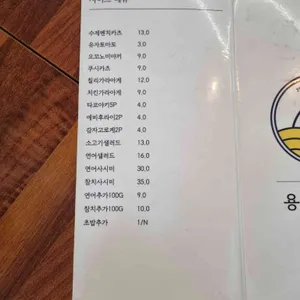 수제멘치카츠 13,0
유자토마토 3,0
오꼬노미야끼 9,0
쿠시카츠 9,0
칠리가라아게 12,0
치킨가라아게 9,0
타코야키5P 4,0
에비후라이2P 4,0
감자고로케2P 4,0
소고기샐러드 13,0
연어샐러드 16,0
연어사시미 30,0
참치사시미 35,0
연어추가100G 9,0
참치추가100G 10,0
초밥추가 1/N
용